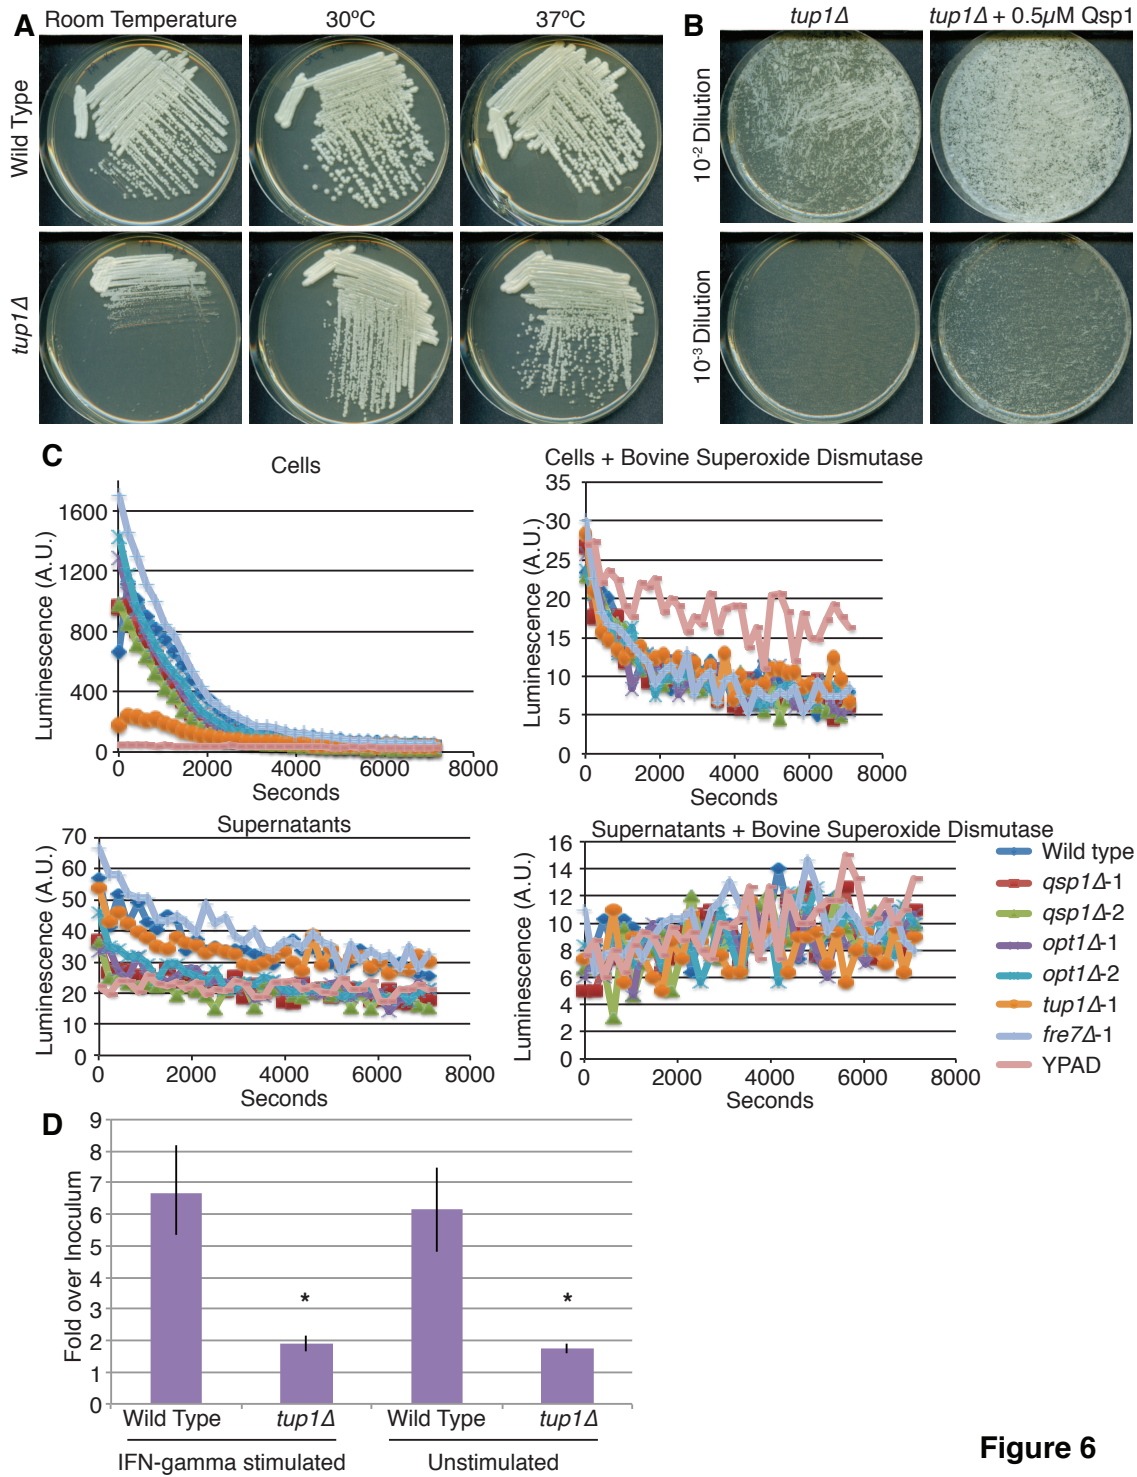 A
Room Temperature
30ºC
37ºC
Wild Type
tup1Δ
B
tup1Δ
tup1Δ + 0.5µM Qsp1
10-2 Dilution
10-3 Dilution
C
Cells
Luminescence (A.U.)
1600
1200
800
400
0
0 2000 4000 6000 8000
Seconds
Cells + Bovine Superoxide Dismutase
Luminescence (A.U.)
35
30
25
20
15
10
5
0
0 2000 4000 6000 8000
Seconds
Supernatants
Luminescence (A.U.)
70
60
50
40
30
20
10
0
0 2000 4000 6000 8000
Seconds
Supernatants + Bovine Superoxide Dismutase
Luminescence (A.U.)
16
14
12
10
8
6
4
2
0
0 2000 4000 6000 8000
Seconds
Wild type
qsp1Δ-1
qsp1Δ-2
opt1Δ-1
opt1Δ-2
tup1Δ-1
fre7Δ-1
YPAD
D
Fold over Inoculum
9
8
7
6
5
4
3
2
1
0
*
*
Wild Type tup1Δ Wild Type tup1Δ
IFN-gamma stimulated Unstimulated
Figure 6